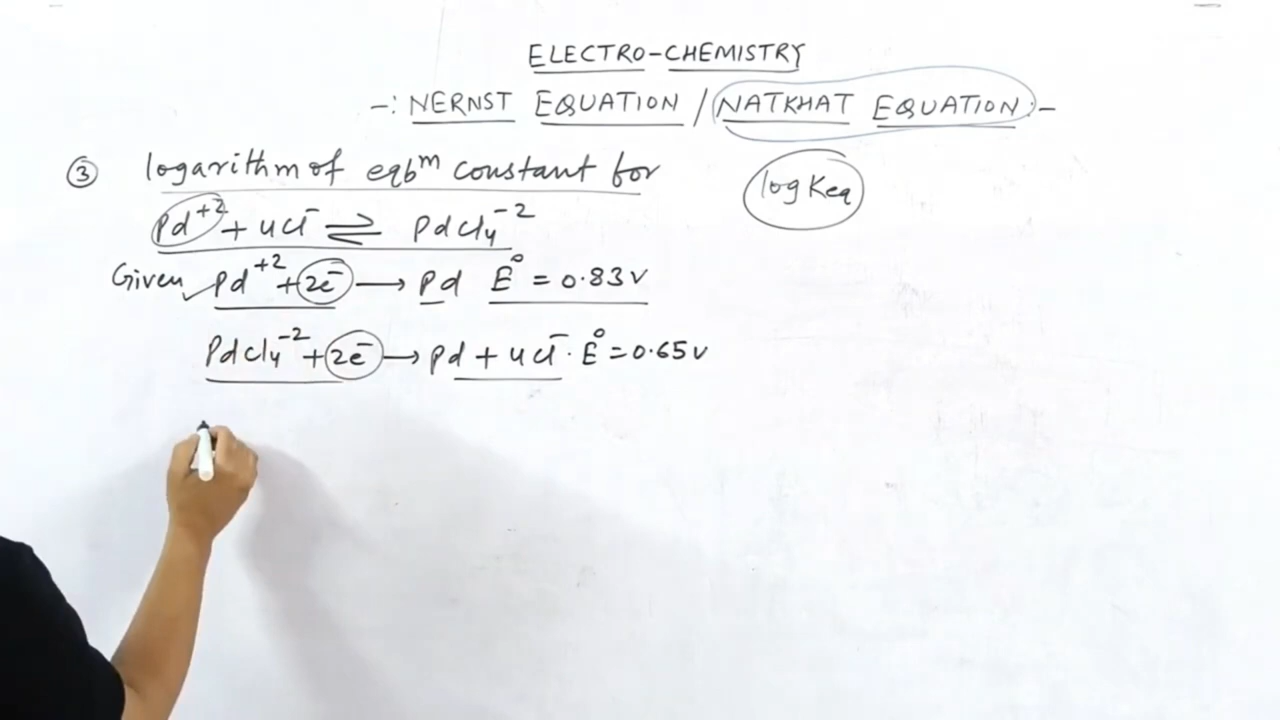 ELECTRO-CHEMISTRY
-: NERNST EQUATION / NATKHAT EQUATION :-
③ logarithm of eqbᵐ constant for
log Keq
Pd⁺² + 4Cl⁻ ⇌ PdCl₄⁻²
Given Pd⁺² + 2e⁻ → Pd E° = 0.83V
PdCl₄⁻² + 2e⁻ → Pd + 4Cl⁻. E° = 0.65V